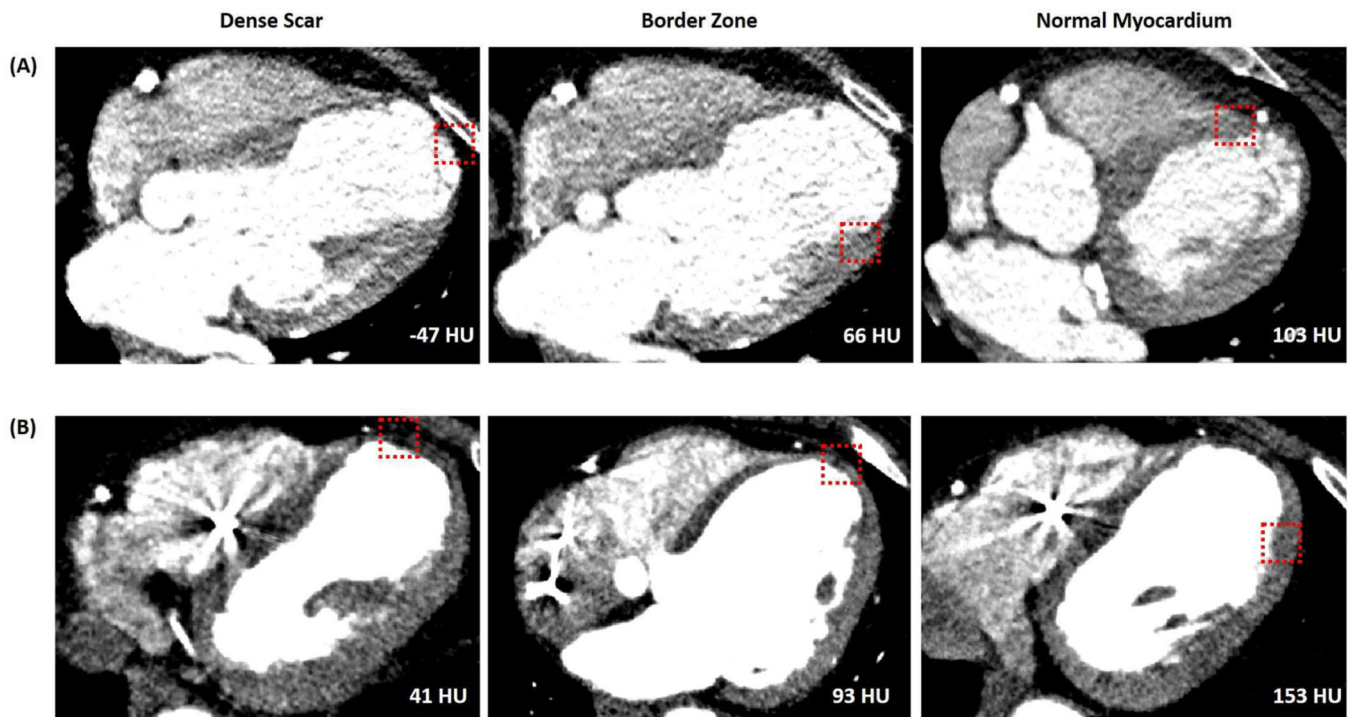 Dense Scar Border Zone Normal Myocardium
(A)
-47 HU 66 HU 103 HU
(B)
41 HU 93 HU 153 HU